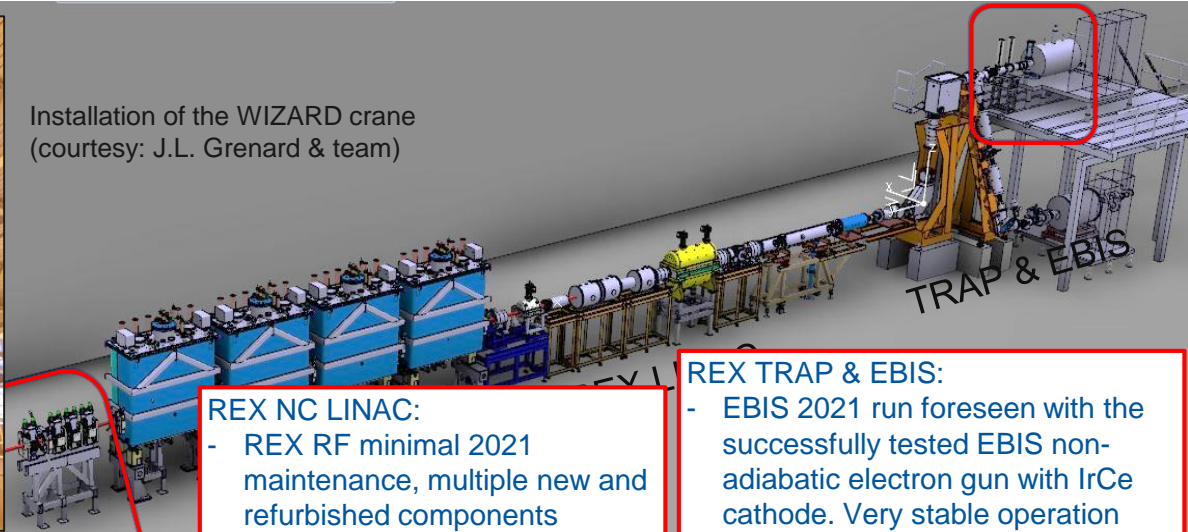 Installation of the WIZARD crane
(courtesy: J.L. Grenard & team)
TRAP & EBIS
REX NC LINAC:
- REX RF minimal 2021
maintenance, multiple new and
refurbished components
REX TRAP & EBIS:
- EBIS 2021 run foreseen with the
successfully tested EBIS non-
adiabatic electron gun with IrCe
cathode. Very stable operation